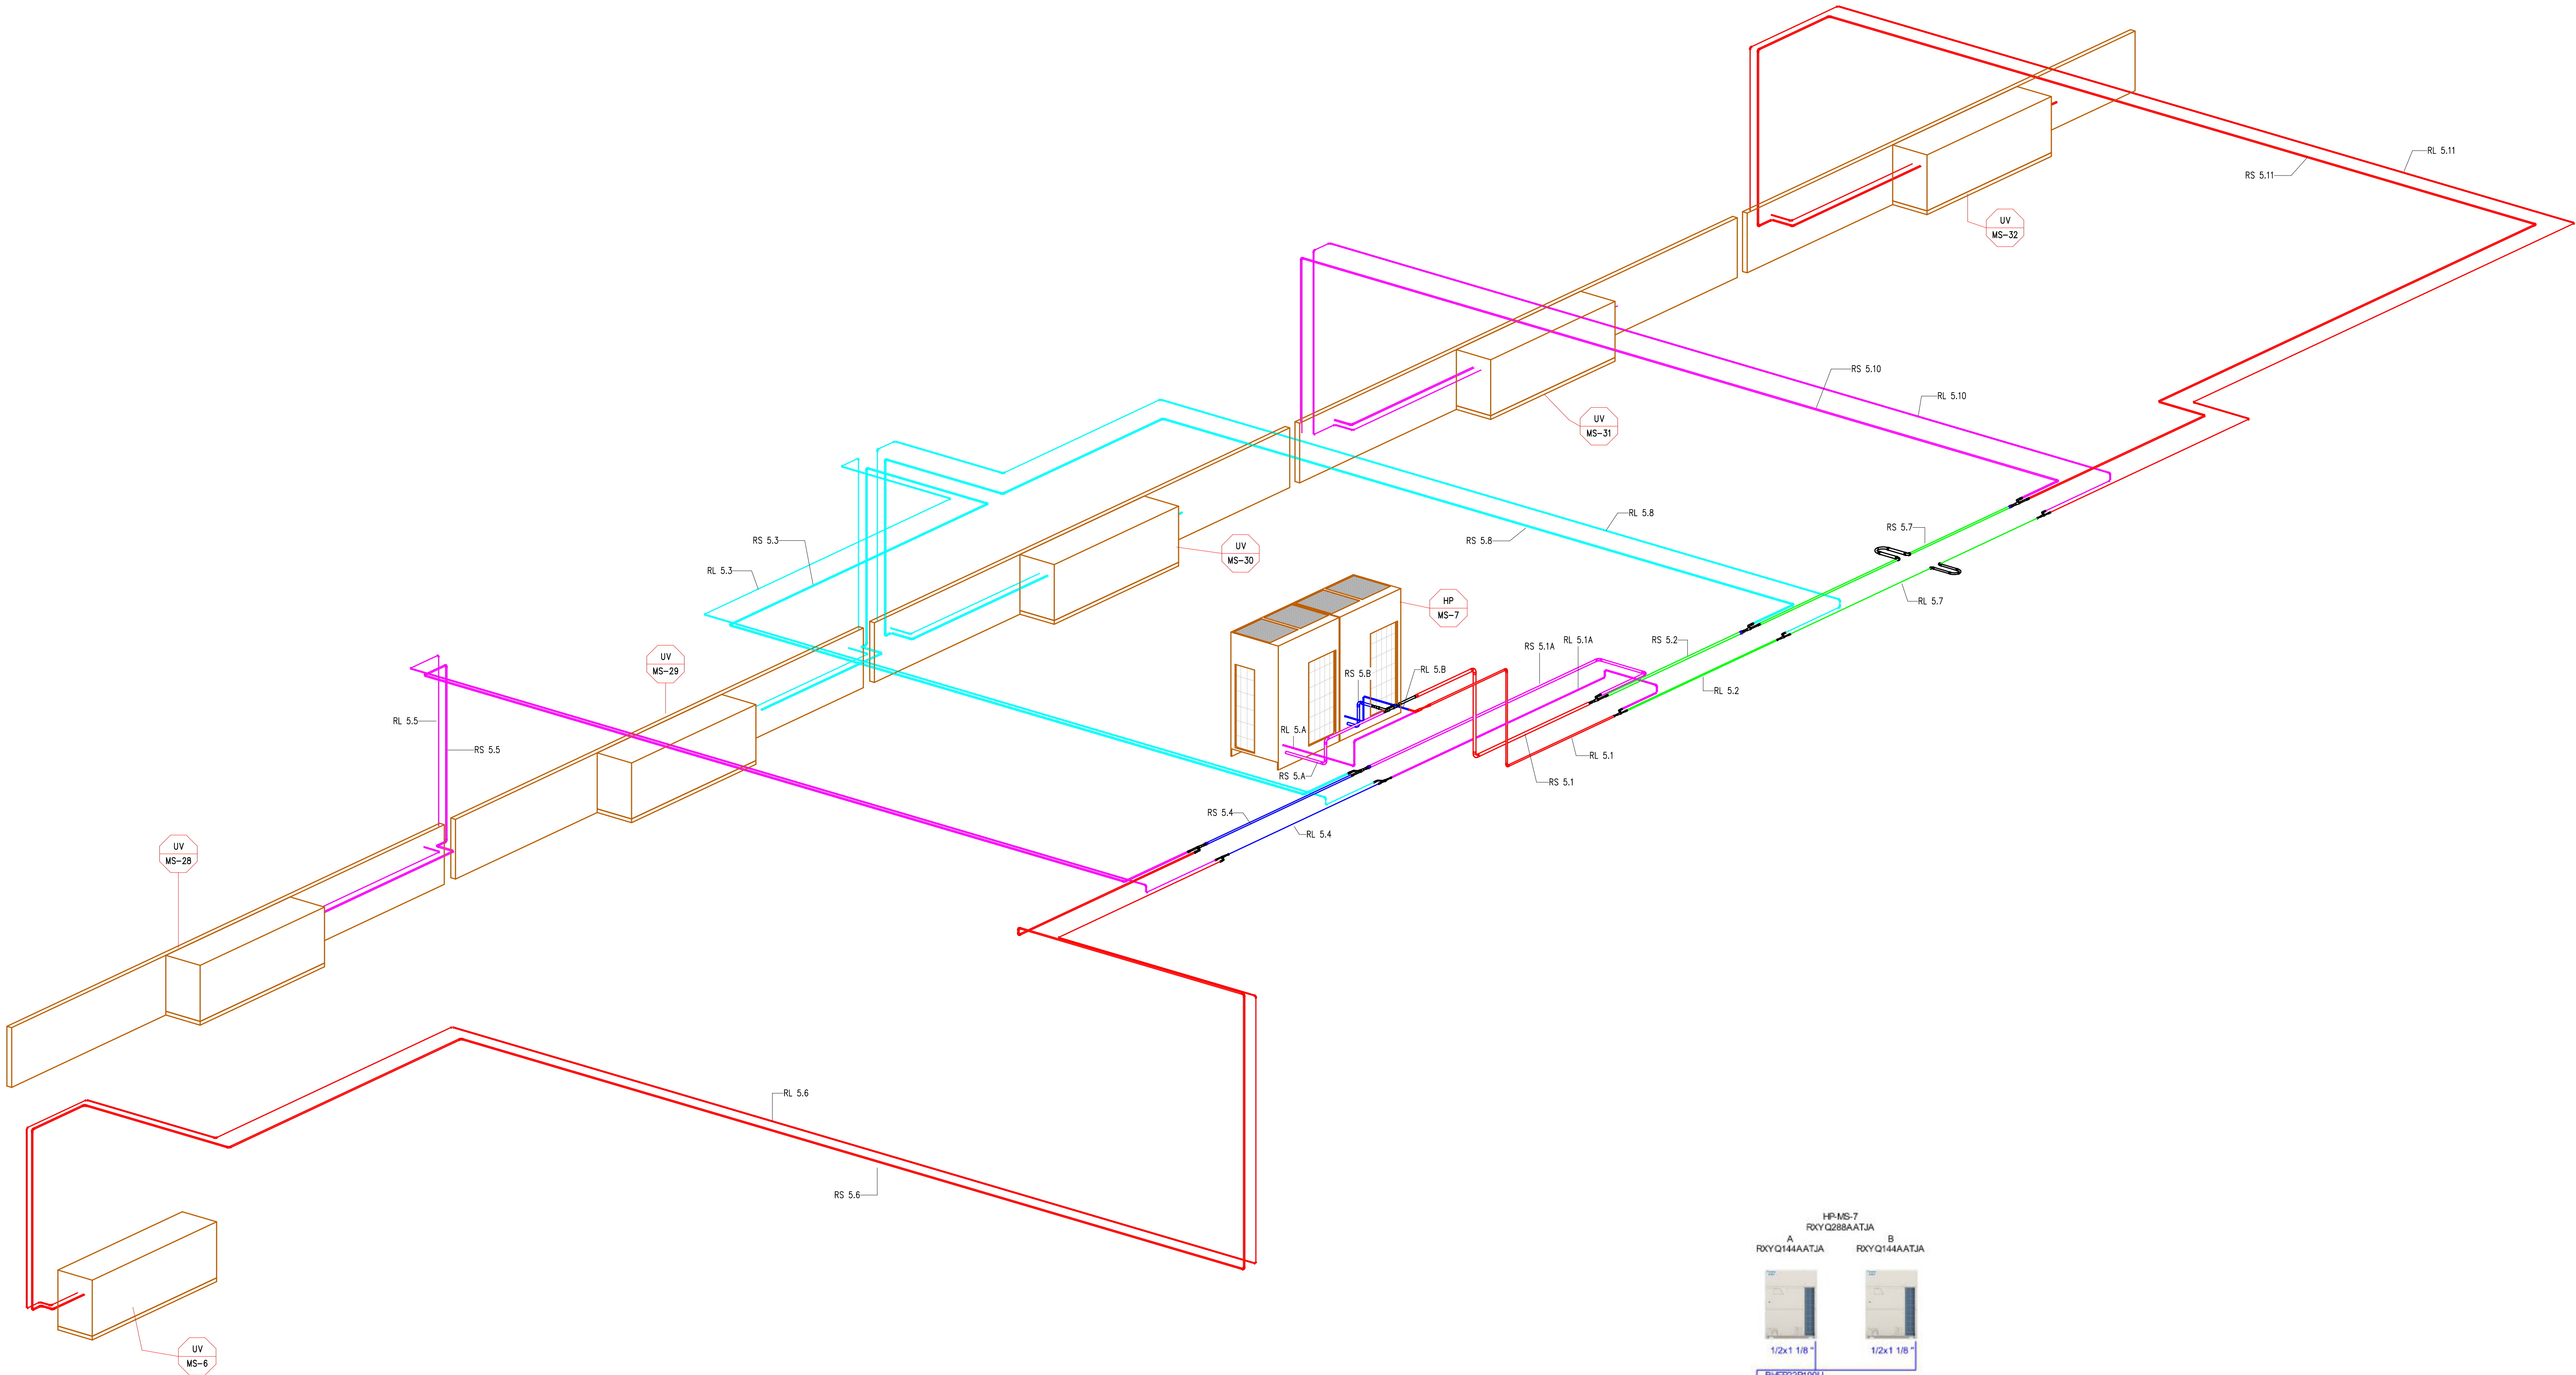 RL 5.11
RS 5.11
UV
MS-32
RS 5.10
RL 5.10
UV
MS-31
RL 5.8
RS 5.8
RS 5.3
RL 5.3
UV
MS-30
RS 5.7
RL 5.7
HP
MS-7
RS 5.2
RL 5.2
RS 5.1A
RL 5.1A
RS 5.B
RL 5.B
UV
MS-29
RL 5.5
RS 5.5
RL 5.A
RS 5.A
RL 5.1
RS 5.1
RS 5.4
RL 5.4
UV
MS-28
RL 5.6
RS 5.6
UV
MS-6
HP-MS-7
RXYQ288AATJA
A
RXYQ144AATJA
B
RXYQ144AATJA
1/2x1 1/8 "
1/2x1 1/8 "